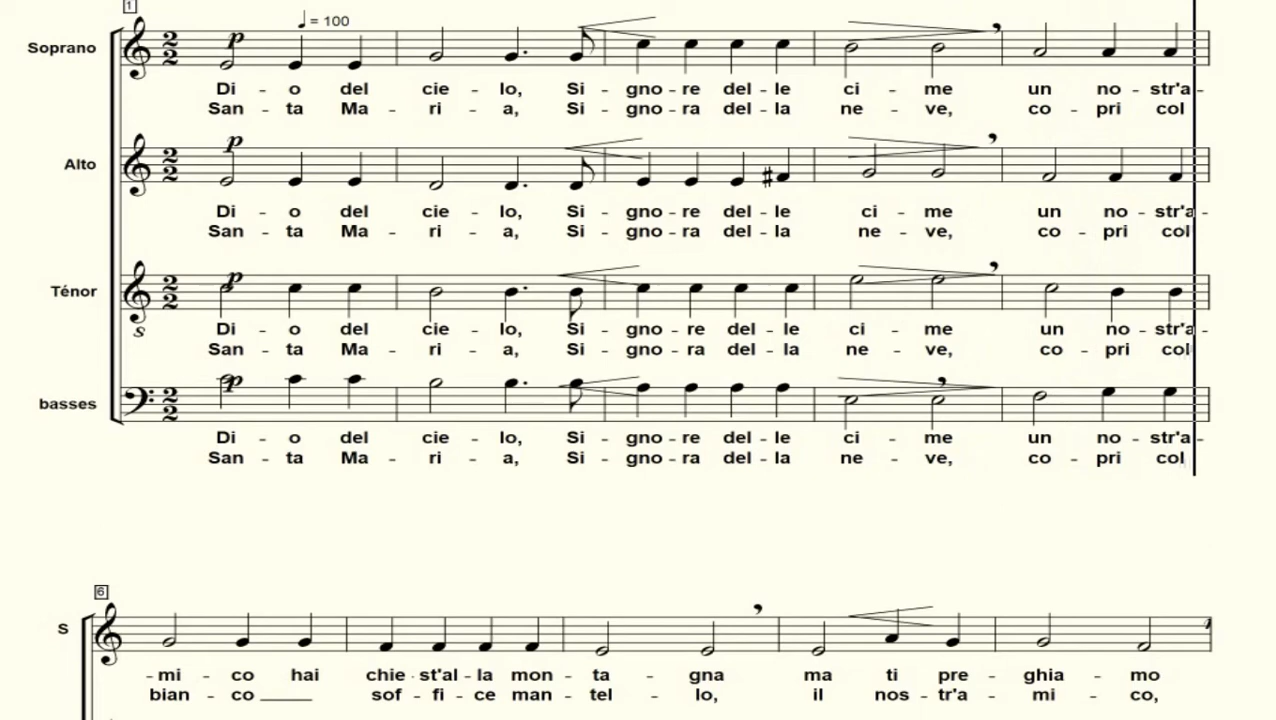 1
♩ = 100
Soprano
p
Di - o del cie - lo, Si - gno - re del - le ci - me un no - str'a -
San - ta Ma - ri - a, Si - gno - ra del - la ne - ve, co - pri col
Alto
p
Di - o del cie - lo, Si - gno - re del - le ci - me un no - str'a -
San - ta Ma - ri - a, Si - gno - ra del - la ne - ve, co - pri col
Ténor
p
8
Di - o del cie - lo, Si - gno - re del - le ci - me un no - str'a -
San - ta Ma - ri - a, Si - gno - ra del - la ne - ve, co - pri col
basses
p
Di - o del cie - lo, Si - gno - re del - le ci - me un no - str'a -
San - ta Ma - ri - a, Si - gno - ra del - la ne - ve, co - pri col
6
S
- mi - co hai chie - st'al - la mon - ta - gna ma ti pre - ghia - mo
bian - co ____ sof - fi - ce man - tel - lo, il nos - tr'a - mi - co,